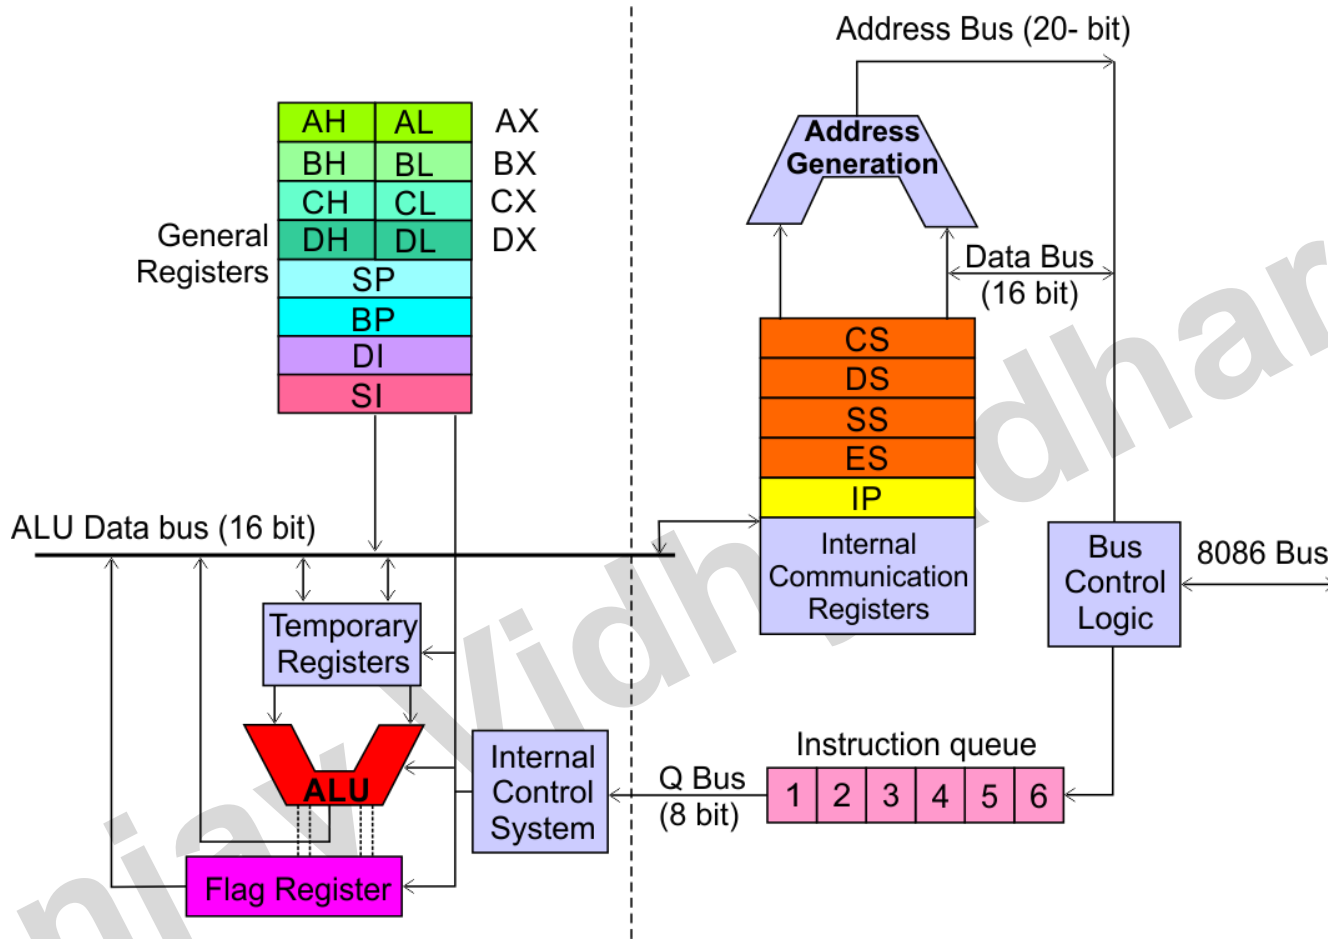 Address Bus (20- bit)
AH AL AX
BH BL BX
CH CL CX
DH DL DX
General
Registers
SP
BP
DI
SI
Address
Generation
Data Bus
(16 bit)
CS
DS
SS
ES
IP
Internal
Communication
Registers
Bus
Control
Logic
8086 Bus
ALU Data bus (16 bit)
Temporary
Registers
ALU
Flag Register
Internal
Control
System
Q Bus
(8 bit)
Instruction queue
1 2 3 4 5 6